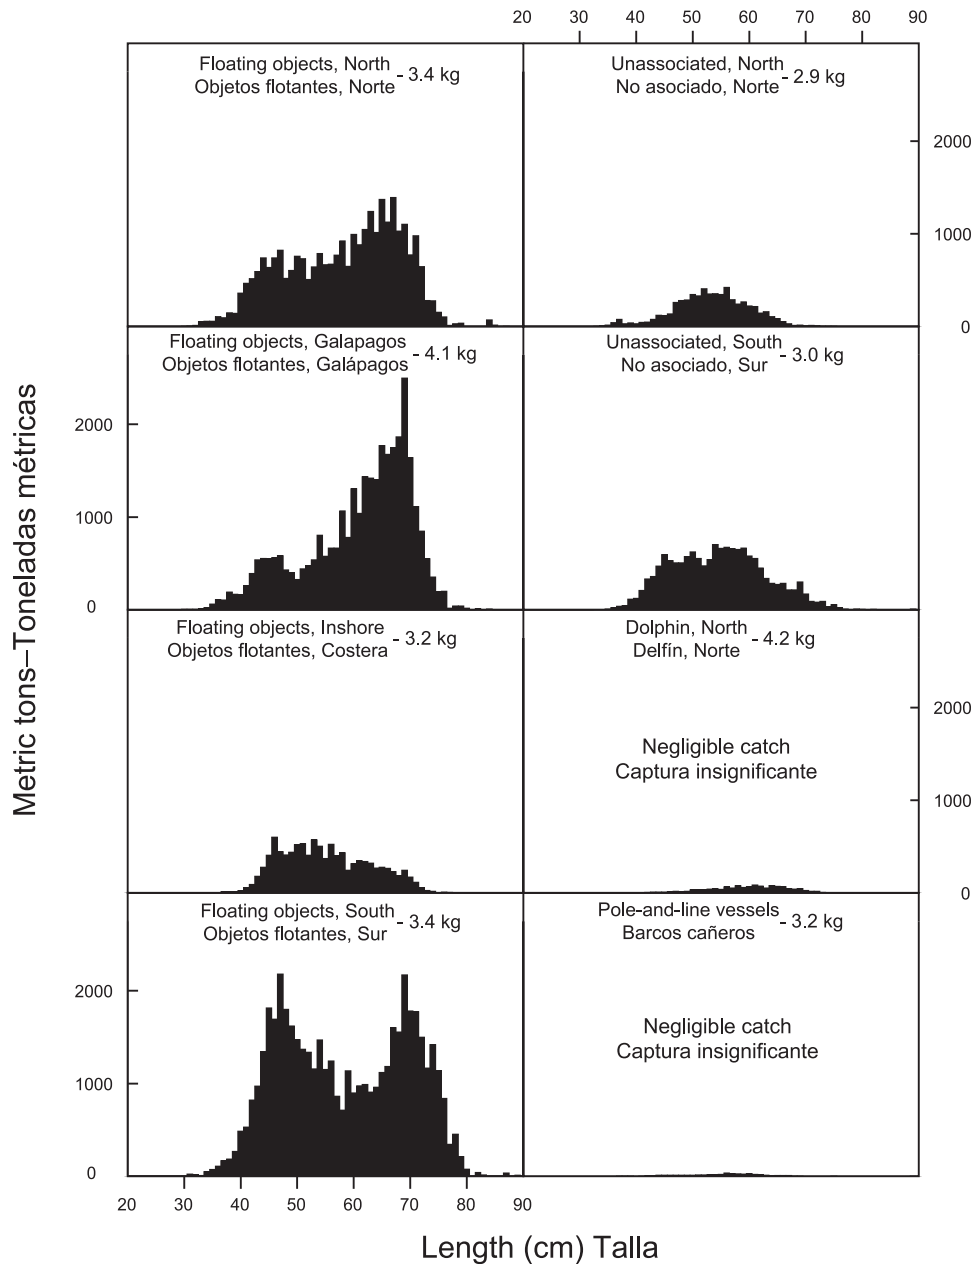 20 30 40 50 60 70 80 90
Floating objects, North
Objetos flotantes, Norte - 3.4 kg
Unassociated, North
No asociado, Norte - 2.9 kg
2000
1000
0
Floating objects, Galapagos
Objetos flotantes, Galápagos - 4.1 kg
2000
1000
0
Unassociated, South
No asociado, Sur - 3.0 kg
Metric tons–Toneladas métricas
Floating objects, Inshore
Objetos flotantes, Costera - 3.2 kg
Dolphin, North
Delfín, Norte - 4.2 kg
Negligible catch
Captura insignificante
2000
1000
0
Floating objects, South
Objetos flotantes, Sur - 3.4 kg
2000
1000
0
Pole-and-line vessels
Barcos cañeros - 3.2 kg
Negligible catch
Captura insignificante
20 30 40 50 60 70 80 90
Length (cm) Talla